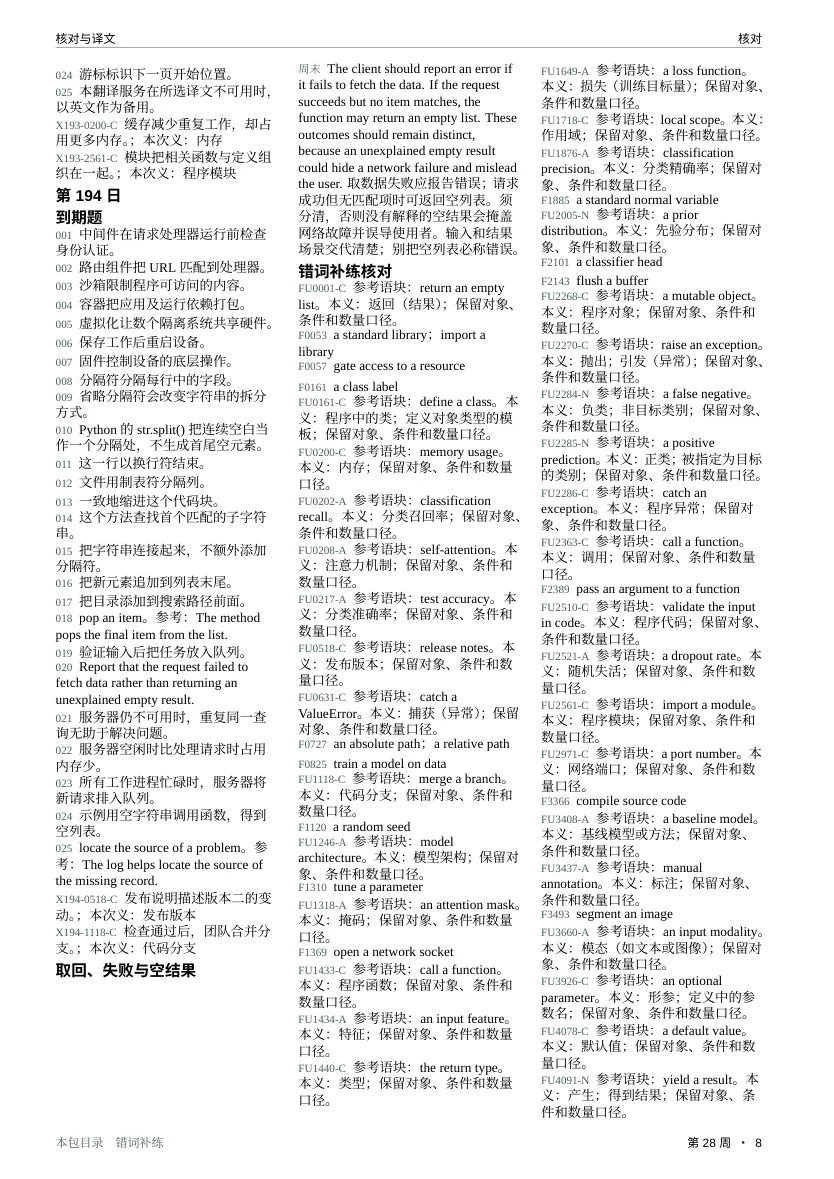 核对与译文
核对
024 游标标识下一页开始位置。
025 本翻译服务在所选译文不可用时，
以英文作为备用。
X193-0200-C 缓存减少重复工作，却占
用更多内存。；本次义：内存
X193-2561-C 模块把相关函数与定义组
织在一起。；本次义：程序模块
第 194 日
到期题
001 中间件在请求处理器运行前检查
身份认证。
002 路由组件把 URL 匹配到处理器。
003 沙箱限制程序可访问的内容。
004 容器把应用及运行依赖打包。
005 虚拟化让数个隔离系统共享硬件。
006 保存工作后重启设备。
007 固件控制设备的底层操作。
008 分隔符分隔每行中的字段。
009 省略分隔符会改变字符串的拆分
方式。
010 Python 的 str.split() 把连续空白当
作一个分隔处，不生成首尾空元素。
011 这一行以换行符结束。
012 文件用制表符分隔列。
013 一致地缩进这个代码块。
014 这个方法查找首个匹配的子字符
串。
015 把字符串连接起来，不额外添加
分隔符。
016 把新元素追加到列表末尾。
017 把目录添加到搜索路径前面。
018 pop an item。参考：The method
pops the final item from the list.
019 验证输入后把任务放入队列。
020 Report that the request failed to
fetch data rather than returning an
unexplained empty result.
021 服务器仍不可用时，重复同一查
询无助于解决问题。
022 服务器空闲时比处理请求时占用
内存少。
023 所有工作进程忙碌时，服务器将
新请求排入队列。
024 示例用空字符串调用函数，得到
空列表。
025 locate the source of a problem。参
考：The log helps locate the source of
the missing record.
X194-0518-C 发布说明描述版本二的变
动。；本次义：发布版本
X194-1118-C 检查通过后，团队合并分
支。；本次义：代码分支
取回、失败与空结果
周末 The client should report an error if
it fails to fetch the data. If the request
succeeds but no item matches, the
function may return an empty list. These
outcomes should remain distinct,
because an unexplained empty result
could hide a network failure and mislead
the user. 取数据失败应报告错误；请求
成功但无匹配项时可返回空列表。须
分清，否则没有解释的空结果会掩盖
网络故障并误导使用者。输入和结果
场景交代清楚；别把空列表必称错误。
错词补练核对
FU0001-C 参考语块：return an empty
list。本义：返回（结果）；保留对象、
条件和数量口径。
F0053 a standard library；import a
library
F0057 gate access to a resource
F0161 a class label
FU0161-C 参考语块：define a class。本
义：程序中的类；定义对象类型的模
板；保留对象、条件和数量口径。
FU0200-C 参考语块：memory usage。
本义：内存；保留对象、条件和数量
口径。
FU0202-A 参考语块：classification
recall。本义：分类召回率；保留对象、
条件和数量口径。
FU0208-A 参考语块：self-attention。本
义：注意力机制；保留对象、条件和
数量口径。
FU0217-A 参考语块：test accuracy。本
义：分类准确率；保留对象、条件和
数量口径。
FU0518-C 参考语块：release notes。本
义：发布版本；保留对象、条件和数
量口径。
FU0631-C 参考语块：catch a
ValueError。本义：捕获（异常）；保留
对象、条件和数量口径。
F0727 an absolute path；a relative path
F0825 train a model on data
FU1118-C 参考语块：merge a branch。
本义：代码分支；保留对象、条件和
数量口径。
F1120 a random seed
FU1246-A 参考语块：model
architecture。本义：模型架构；保留对
象、条件和数量口径。
F1310 tune a parameter
FU1318-A 参考语块：an attention mask。
本义：掩码；保留对象、条件和数量
口径。
F1369 open a network socket
FU1433-C 参考语块：call a function。
本义：程序函数；保留对象、条件和
数量口径。
FU1434-A 参考语块：an input feature。
本义：特征；保留对象、条件和数量
口径。
FU1440-C 参考语块：the return type。
本义：类型；保留对象、条件和数量
口径。
FU1649-A 参考语块：a loss function。
本义：损失（训练目标量）；保留对象、
条件和数量口径。
FU1718-C 参考语块：local scope。本义：
作用域；保留对象、条件和数量口径。
FU1876-A 参考语块：classification
precision。本义：分类精确率；保留对
象、条件和数量口径。
F1885 a standard normal variable
FU2005-N 参考语块：a prior
distribution。本义：先验分布；保留对
象、条件和数量口径。
F2101 a classifier head
F2143 flush a buffer
FU2268-C 参考语块：a mutable object。
本义：程序对象；保留对象、条件和
数量口径。
FU2270-C 参考语块：raise an exception。
本义：抛出；引发（异常）；保留对象、
条件和数量口径。
FU2284-N 参考语块：a false negative。
本义：负类；非目标类别；保留对象、
条件和数量口径。
FU2285-N 参考语块：a positive
prediction。本义：正类；被指定为目标
的类别；保留对象、条件和数量口径。
FU2286-C 参考语块：catch an
exception。本义：程序异常；保留对
象、条件和数量口径。
FU2363-C 参考语块：call a function。
本义：调用；保留对象、条件和数量
口径。
F2389 pass an argument to a function
FU2510-C 参考语块：validate the input
in code。本义：程序代码；保留对象、
条件和数量口径。
FU2521-A 参考语块：a dropout rate。本
义：随机失活；保留对象、条件和数
量口径。
FU2561-C 参考语块：import a module。
本义：程序模块；保留对象、条件和
数量口径。
FU2971-C 参考语块：a port number。本
义：网络端口；保留对象、条件和数
量口径。
F3366 compile source code
FU3408-A 参考语块：a baseline model。
本义：基线模型或方法；保留对象、
条件和数量口径。
FU3437-A 参考语块：manual
annotation。本义：标注；保留对象、
条件和数量口径。
F3493 segment an image
FU3660-A 参考语块：an input modality。
本义：模态（如文本或图像）；保留对
象、条件和数量口径。
FU3926-C 参考语块：an optional
parameter。本义：形参；定义中的参
数名；保留对象、条件和数量口径。
FU4078-C 参考语块：a default value。
本义：默认值；保留对象、条件和数
量口径。
FU4091-N 参考语块：yield a result。本
义：产生；得到结果；保留对象、条
件和数量口径。
本包目录 错词补练
第 28 周 · 8